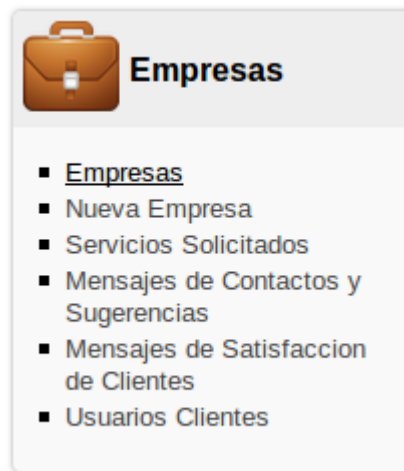 Empresas
Empresas
Nueva Empresa
Servicios Solicitados
Mensajes de Contactos y
Sugerencias
Mensajes de Satisfaccion
de Clientes
Usuarios Clientes